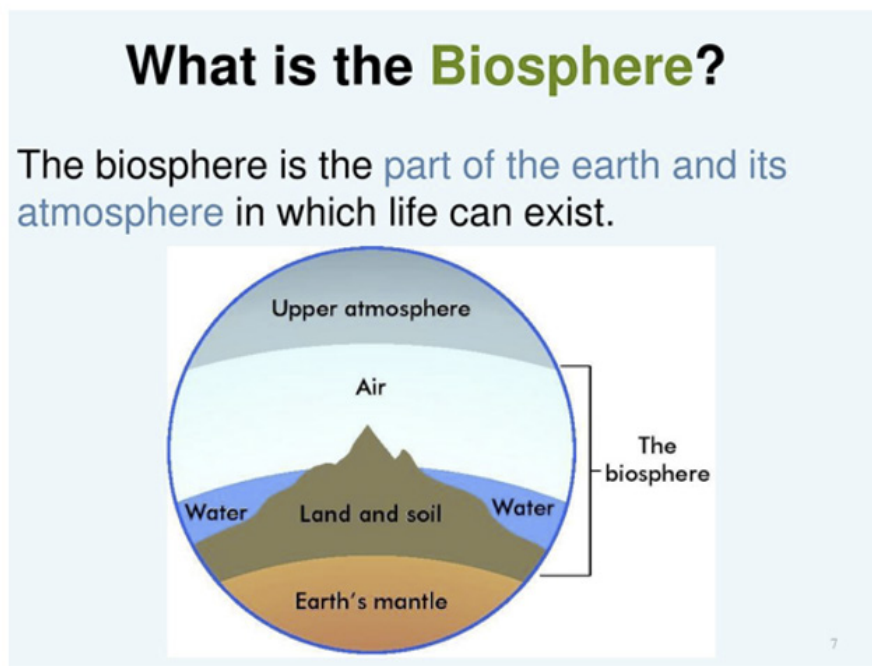 What is the Biosphere?
The biosphere is the part of the earth and its
atmosphere in which life can exist.
Upper atmosphere
Air
The
biosphere
Water
Land and soil
Water
Earth's mantle
7